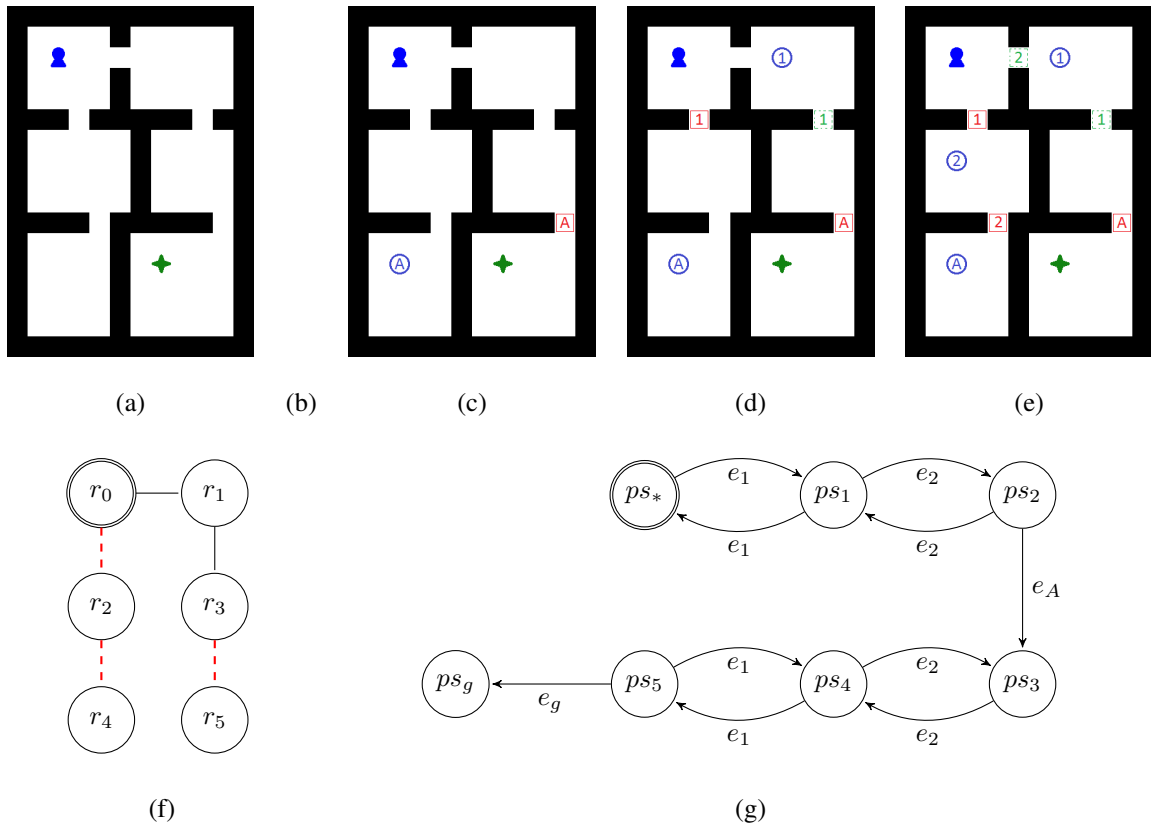 1
2
1
A
1
1
1
1
2
2
A
A
A
A
A
A
(a)
(b)
(c)
(d)
(e)
r0
r1
r2
r3
r4
r5
ps*
e1
ps1
e2
ps2
e1
e2
eA
psg
eg
ps5
e1
ps4
e2
ps3
e1
e2
(f)
(g)